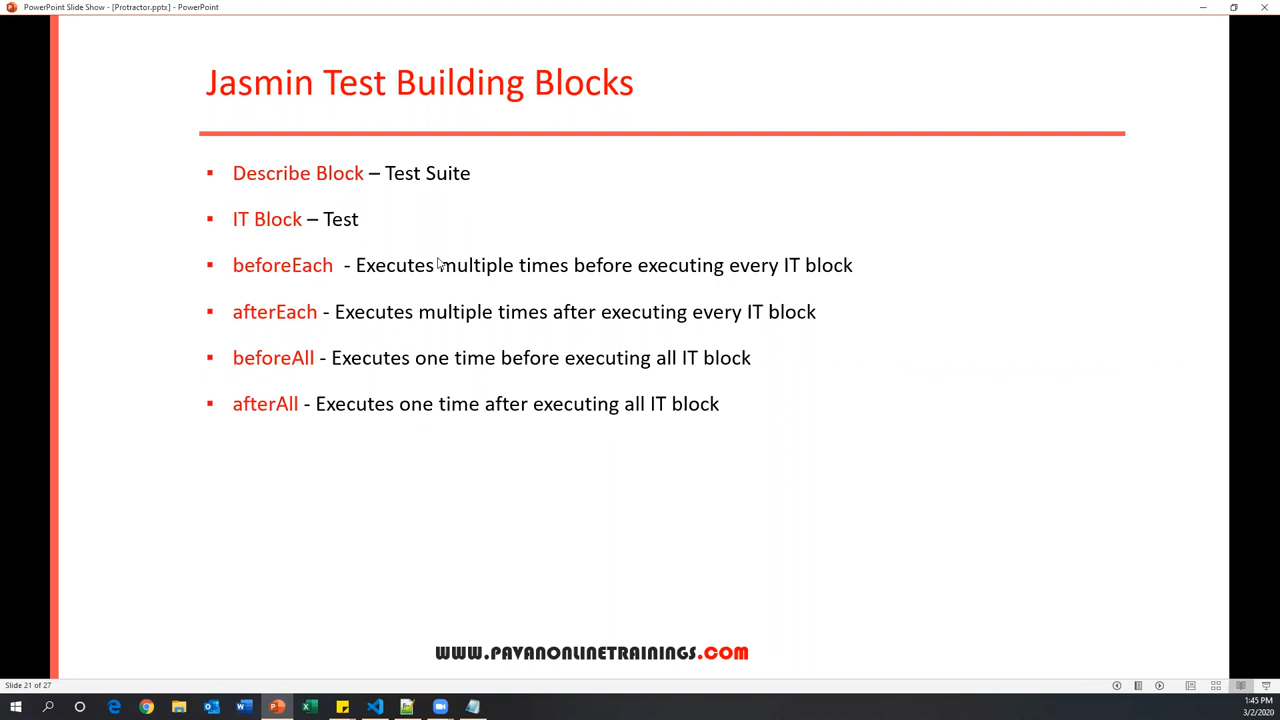 PowerPoint Slide Show - [Protractor.pptx] - PowerPoint
Jasmin Test Building Blocks
▪ Describe Block – Test Suite
▪ IT Block – Test
▪ beforeEach - Executes multiple times before executing every IT block
▪ afterEach - Executes multiple times after executing every IT block
▪ beforeAll - Executes one time before executing all IT block
▪ afterAll - Executes one time after executing all IT block
WWW.PAVANONLINETRAININGS.COM
Slide 21 of 27
1:45 PM
3/2/2020